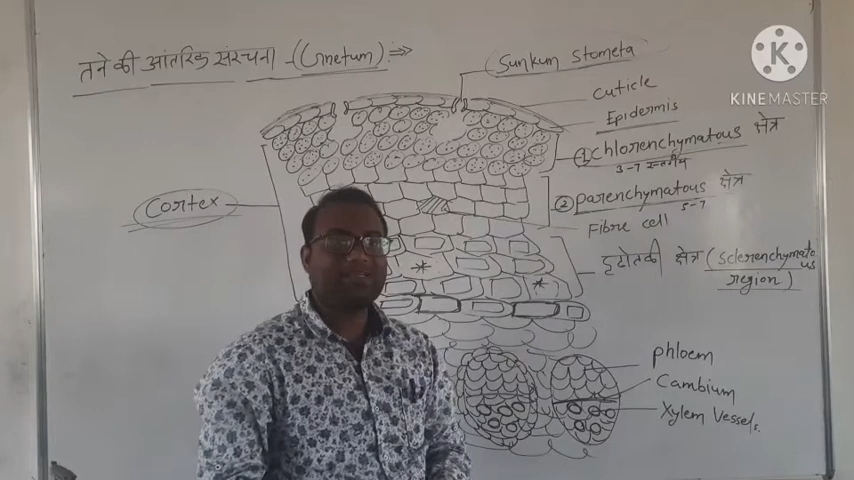 तने की आंतरिक संरचना - (Gnetum) ⇒
Sunkum Stometa
KINEMASTER
Cuticle
Epidermis
① Chlorenchymatous क्षेत्र
3-7 स्तरीय
② Parenchymatous क्षेत्र
5-7
Fibre cell
Cortex
दृढ़ोतकी क्षेत्र (Sclerenchymatous
region)
Phloem
Cambium
Xylem Vessels.